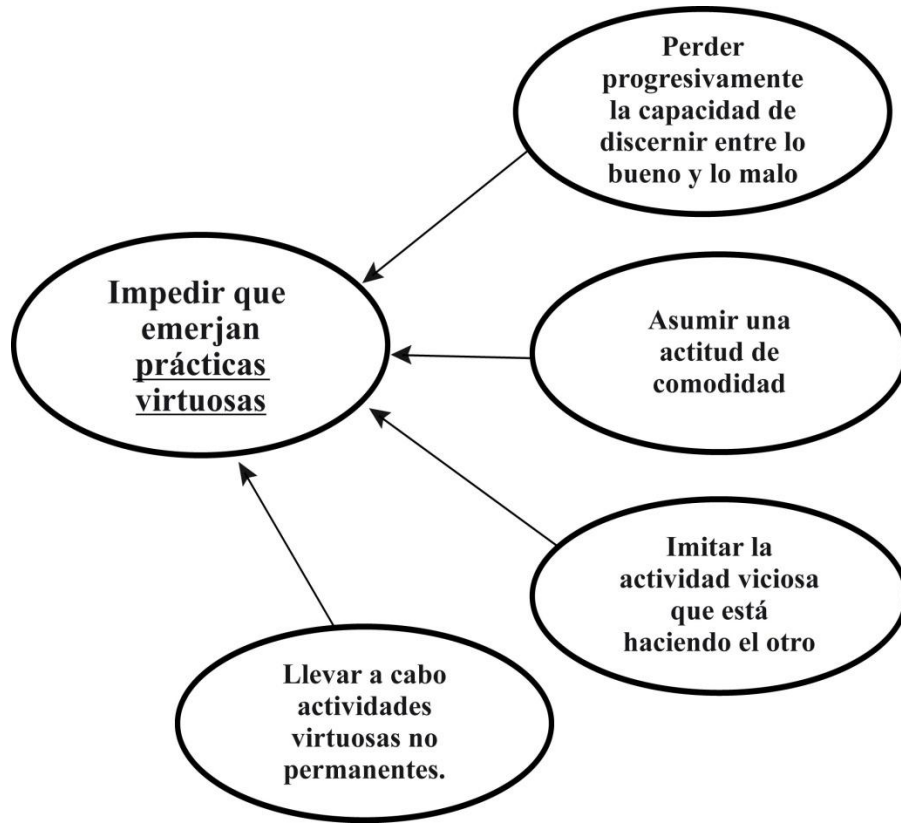 Perder
progresivamente
la capacidad de
discernir entre lo
bueno y lo malo
Impedir que
emerjan
prácticas
virtuosas
Asumir una
actitud de
comodidad
Imitar la
actividad viciosa
que está
haciendo el otro
Llevar a cabo
actividades
virtuosas no
permanentes.